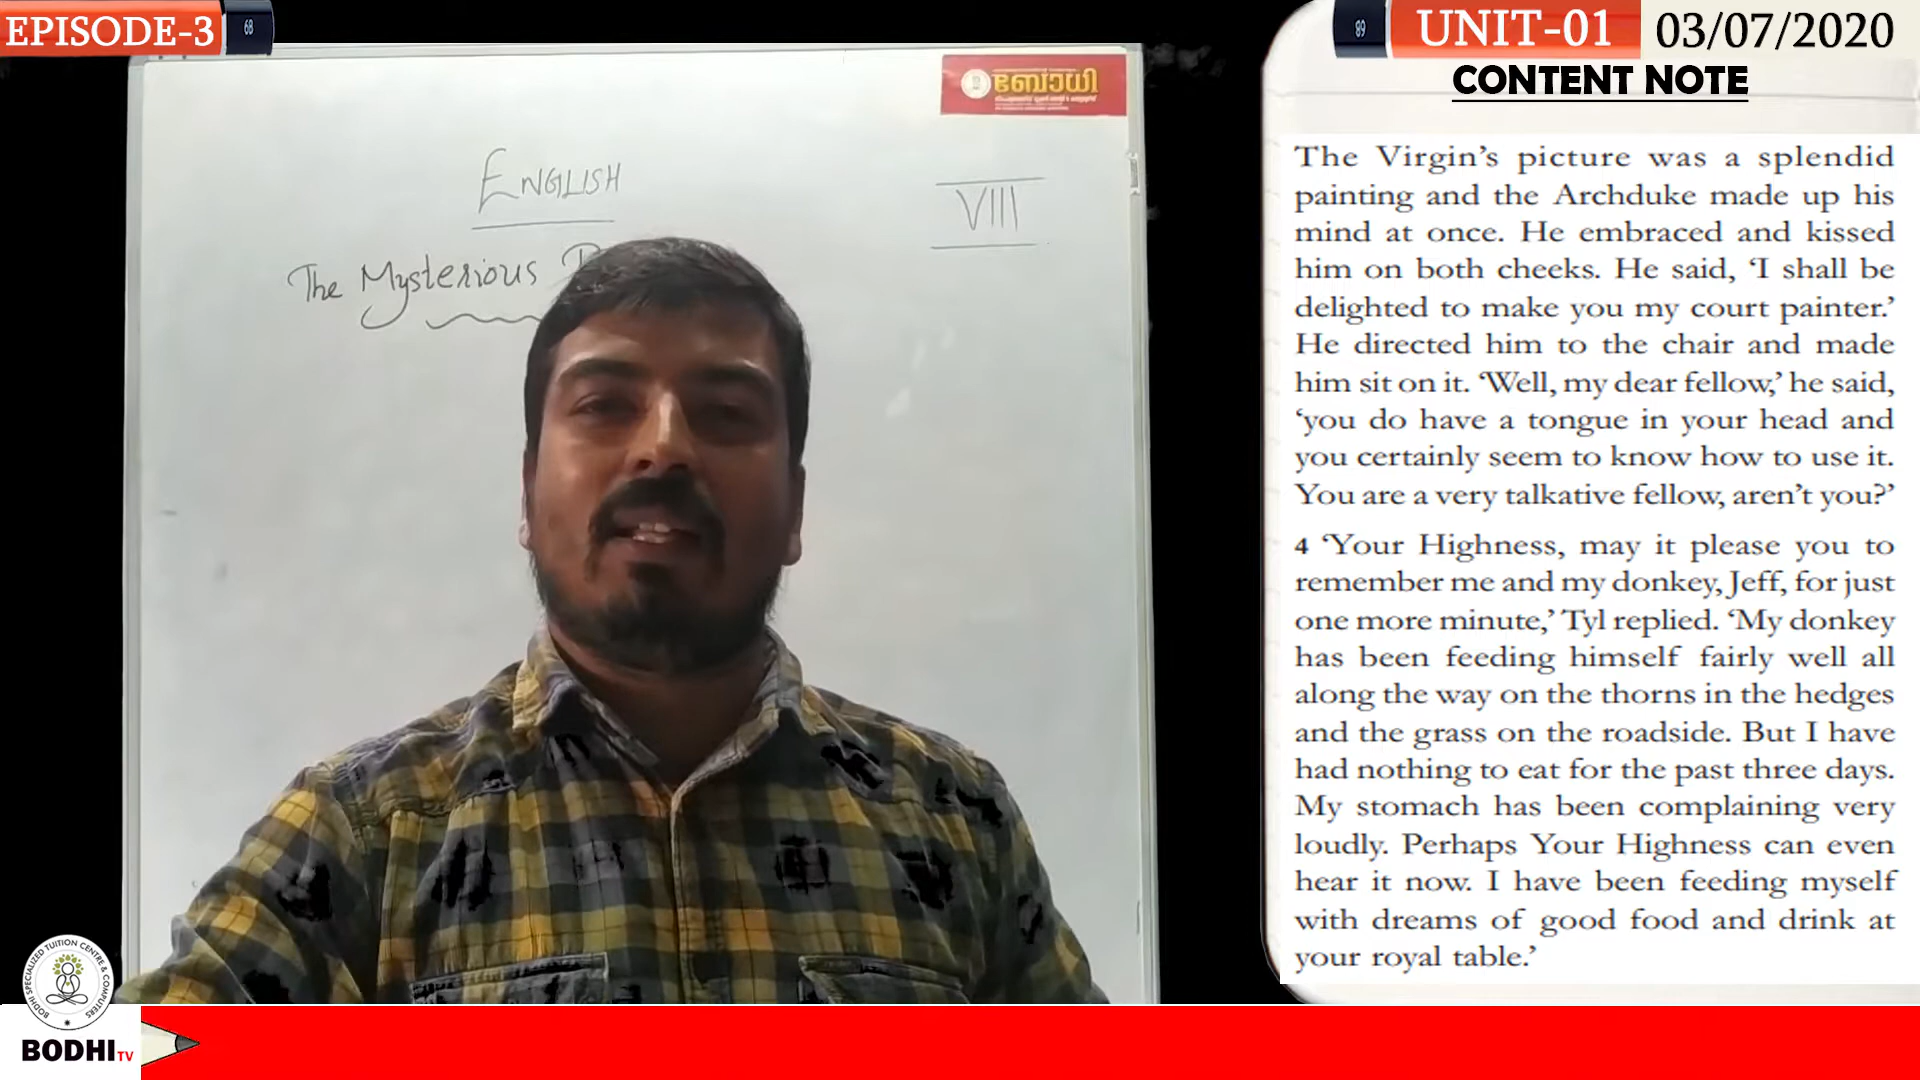 EPISODE-3
68
89
UNIT-01
03/07/2020
CONTENT NOTE
ബോധി
ENGLISH
VIII
The Mysterious
The Virgin's picture was a splendid
painting and the Archduke made up his
mind at once. He embraced and kissed
him on both cheeks. He said, 'I shall be
delighted to make you my court painter.'
He directed him to the chair and made
him sit on it. 'Well, my dear fellow,' he said,
'you do have a tongue in your head and
you certainly seem to know how to use it.
You are a very talkative fellow, aren't you?'
4 'Your Highness, may it please you to
remember me and my donkey, Jeff, for just
one more minute,' Tyl replied. 'My donkey
has been feeding himself fairly well all
along the way on the thorns in the hedges
and the grass on the roadside. But I have
had nothing to eat for the past three days.
My stomach has been complaining very
loudly. Perhaps Your Highness can even
hear it now. I have been feeding myself
with dreams of good food and drink at
your royal table.'
BODHI SPECIALIZED TUITION CENTRE & COMPUTERS
BODHI TV